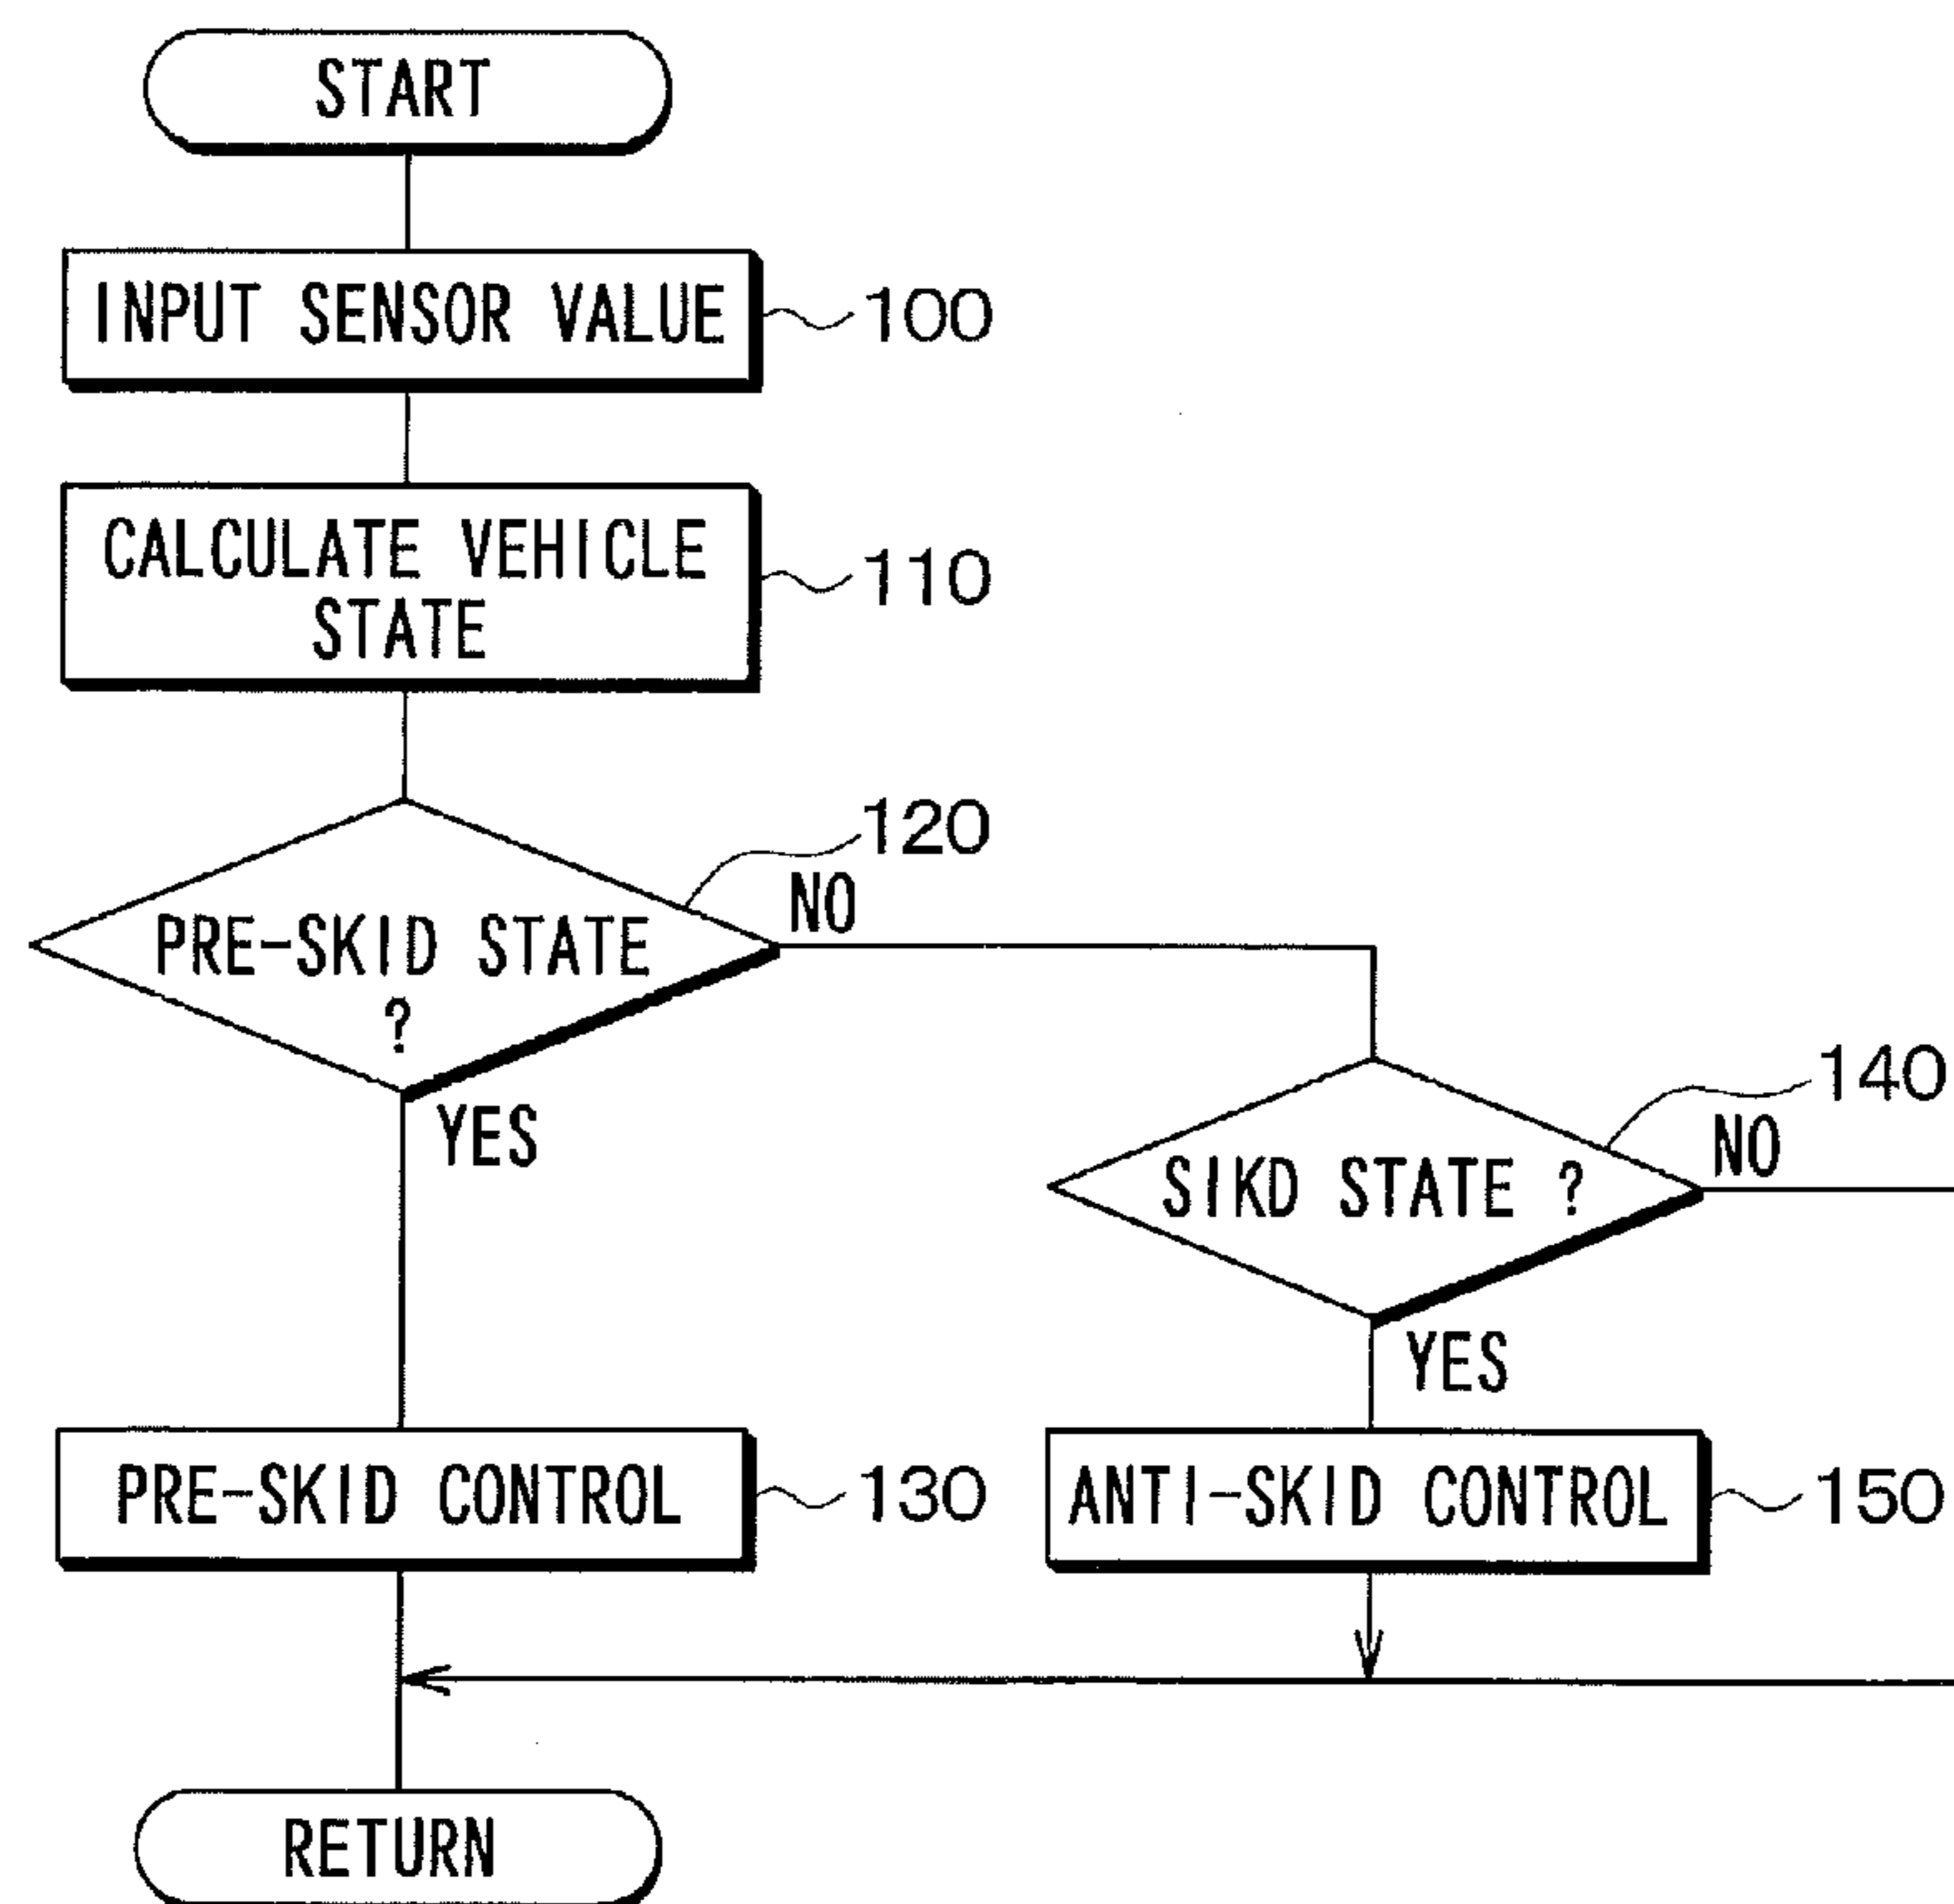 START
INPUT SENSOR VALUE
100
CALCULATE VEHICLE
STATE
110
120
PRE-SKID STATE
?
NO
YES
140
SIKD STATE ?
NO
YES
PRE-SKID CONTROL
130
ANTI-SKID CONTROL
150
RETURN